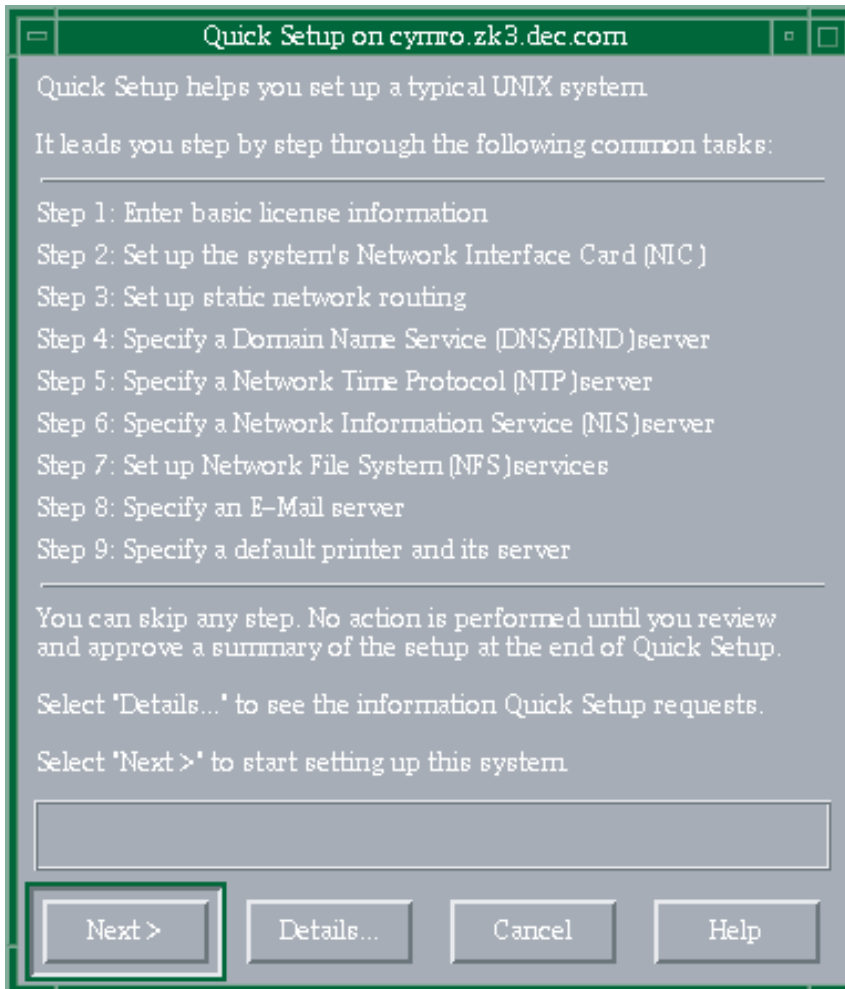 Quick Setup on cymro.zk3.dec.com
Quick Setup helps you set up a typical UNIX system.
It leads you step by step through the following common tasks:
Step 1: Enter basic license information
Step 2: Set up the system's Network Interface Card (NIC)
Step 3: Set up static network routing
Step 4: Specify a Domain Name Service (DNS/BIND)server
Step 5: Specify a Network Time Protocol (NTP)server
Step 6: Specify a Network Information Service (NIS)server
Step 7: Set up Network File System (NFS)services
Step 8: Specify an E-Mail server
Step 9: Specify a default printer and its server
You can skip any step. No action is performed until you review
and approve a summary of the setup at the end of Quick Setup.
Select "Details..." to see the information Quick Setup requests.
Select "Next >" to start setting up this system.
Next >
Details...
Cancel
Help